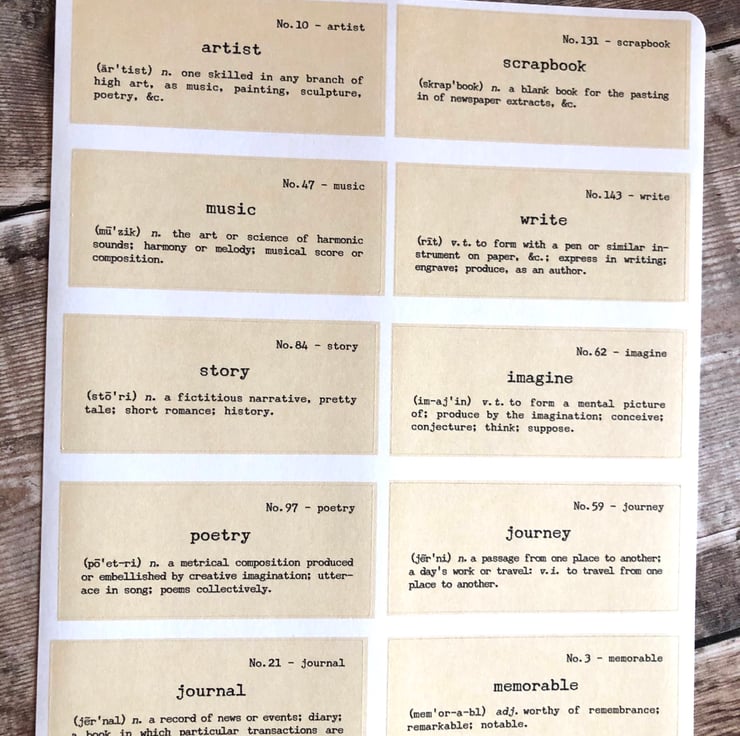 No.10 - artist
artist
(är'tist) n. one skilled in any branch of
high art, as music, painting, sculpture,
poetry, &c.
No.131 - scrapbook
scrapbook
(skrap'book) n. a blank book for the pasting
in of newspaper extracts, &c.
No.47 - music
music
(mū'zik) n. the art or science of harmonic
sounds; harmony or melody; musical score or
composition.
No.143 - write
write
(rīt) v.t. to form with a pen or similar in-
strument on paper, &c.; express in writing;
engrave; produce, as an author.
No.84 - story
story
(stō'ri) n. a fictitious narrative, pretty
tale; short romance; history.
No.62 - imagine
imagine
(im-aj'in) v.t. to form a mental picture
of; produce by the imagination; conceive;
conjecture; think; suppose.
No.97 - poetry
poetry
(pō'et-ri) n. a metrical composition produced
or embellished by creative imagination; utter-
ance in song; poems collectively.
No.59 - journey
journey
(jẽr'ni) n. a passage from one place to another;
a day's work or travel: v.i. to travel from one
place to another.
No.21 - journal
journal
(jẽr'nal) n. a record of news or events; diary;
a book in which particular transactions are
No.3 - memorable
memorable
(mem'or-a-bl) adj. worthy of remembrance;
remarkable; notable.